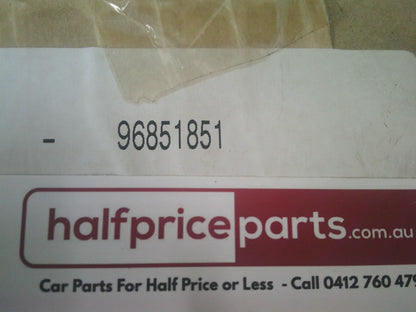 - 96851851
halfpriceparts.com.au
Car Parts For Half Price or Less - Call 0412 760 479